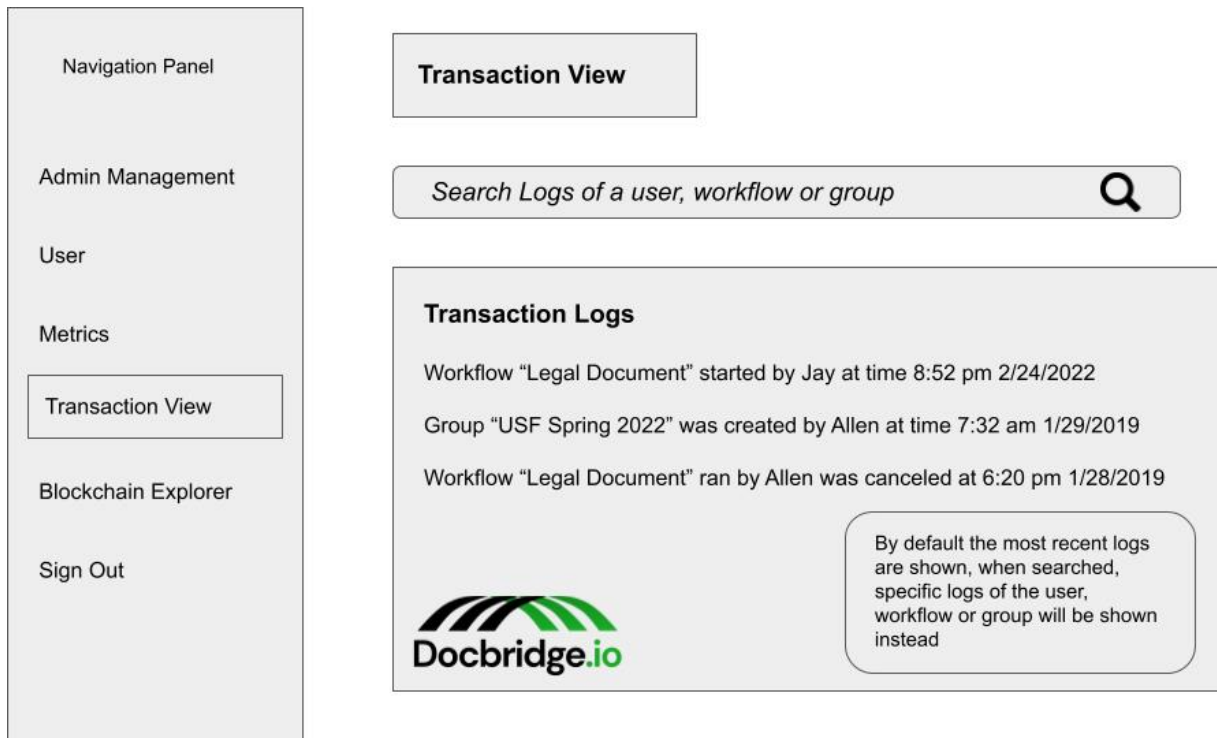 Navigation Panel
Admin Management
User
Metrics
Transaction View
Blockchain Explorer
Sign Out
Transaction View
Search Logs of a user, workflow or group
Transaction Logs
Workflow “Legal Document” started by Jay at time 8:52 pm 2/24/2022
Group “USF Spring 2022” was created by Allen at time 7:32 am 1/29/2019
Workflow “Legal Document” ran by Allen was canceled at 6:20 pm 1/28/2019
By default the most recent logs
are shown, when searched,
specific logs of the user,
workflow or group will be shown
instead
Docbridge.io